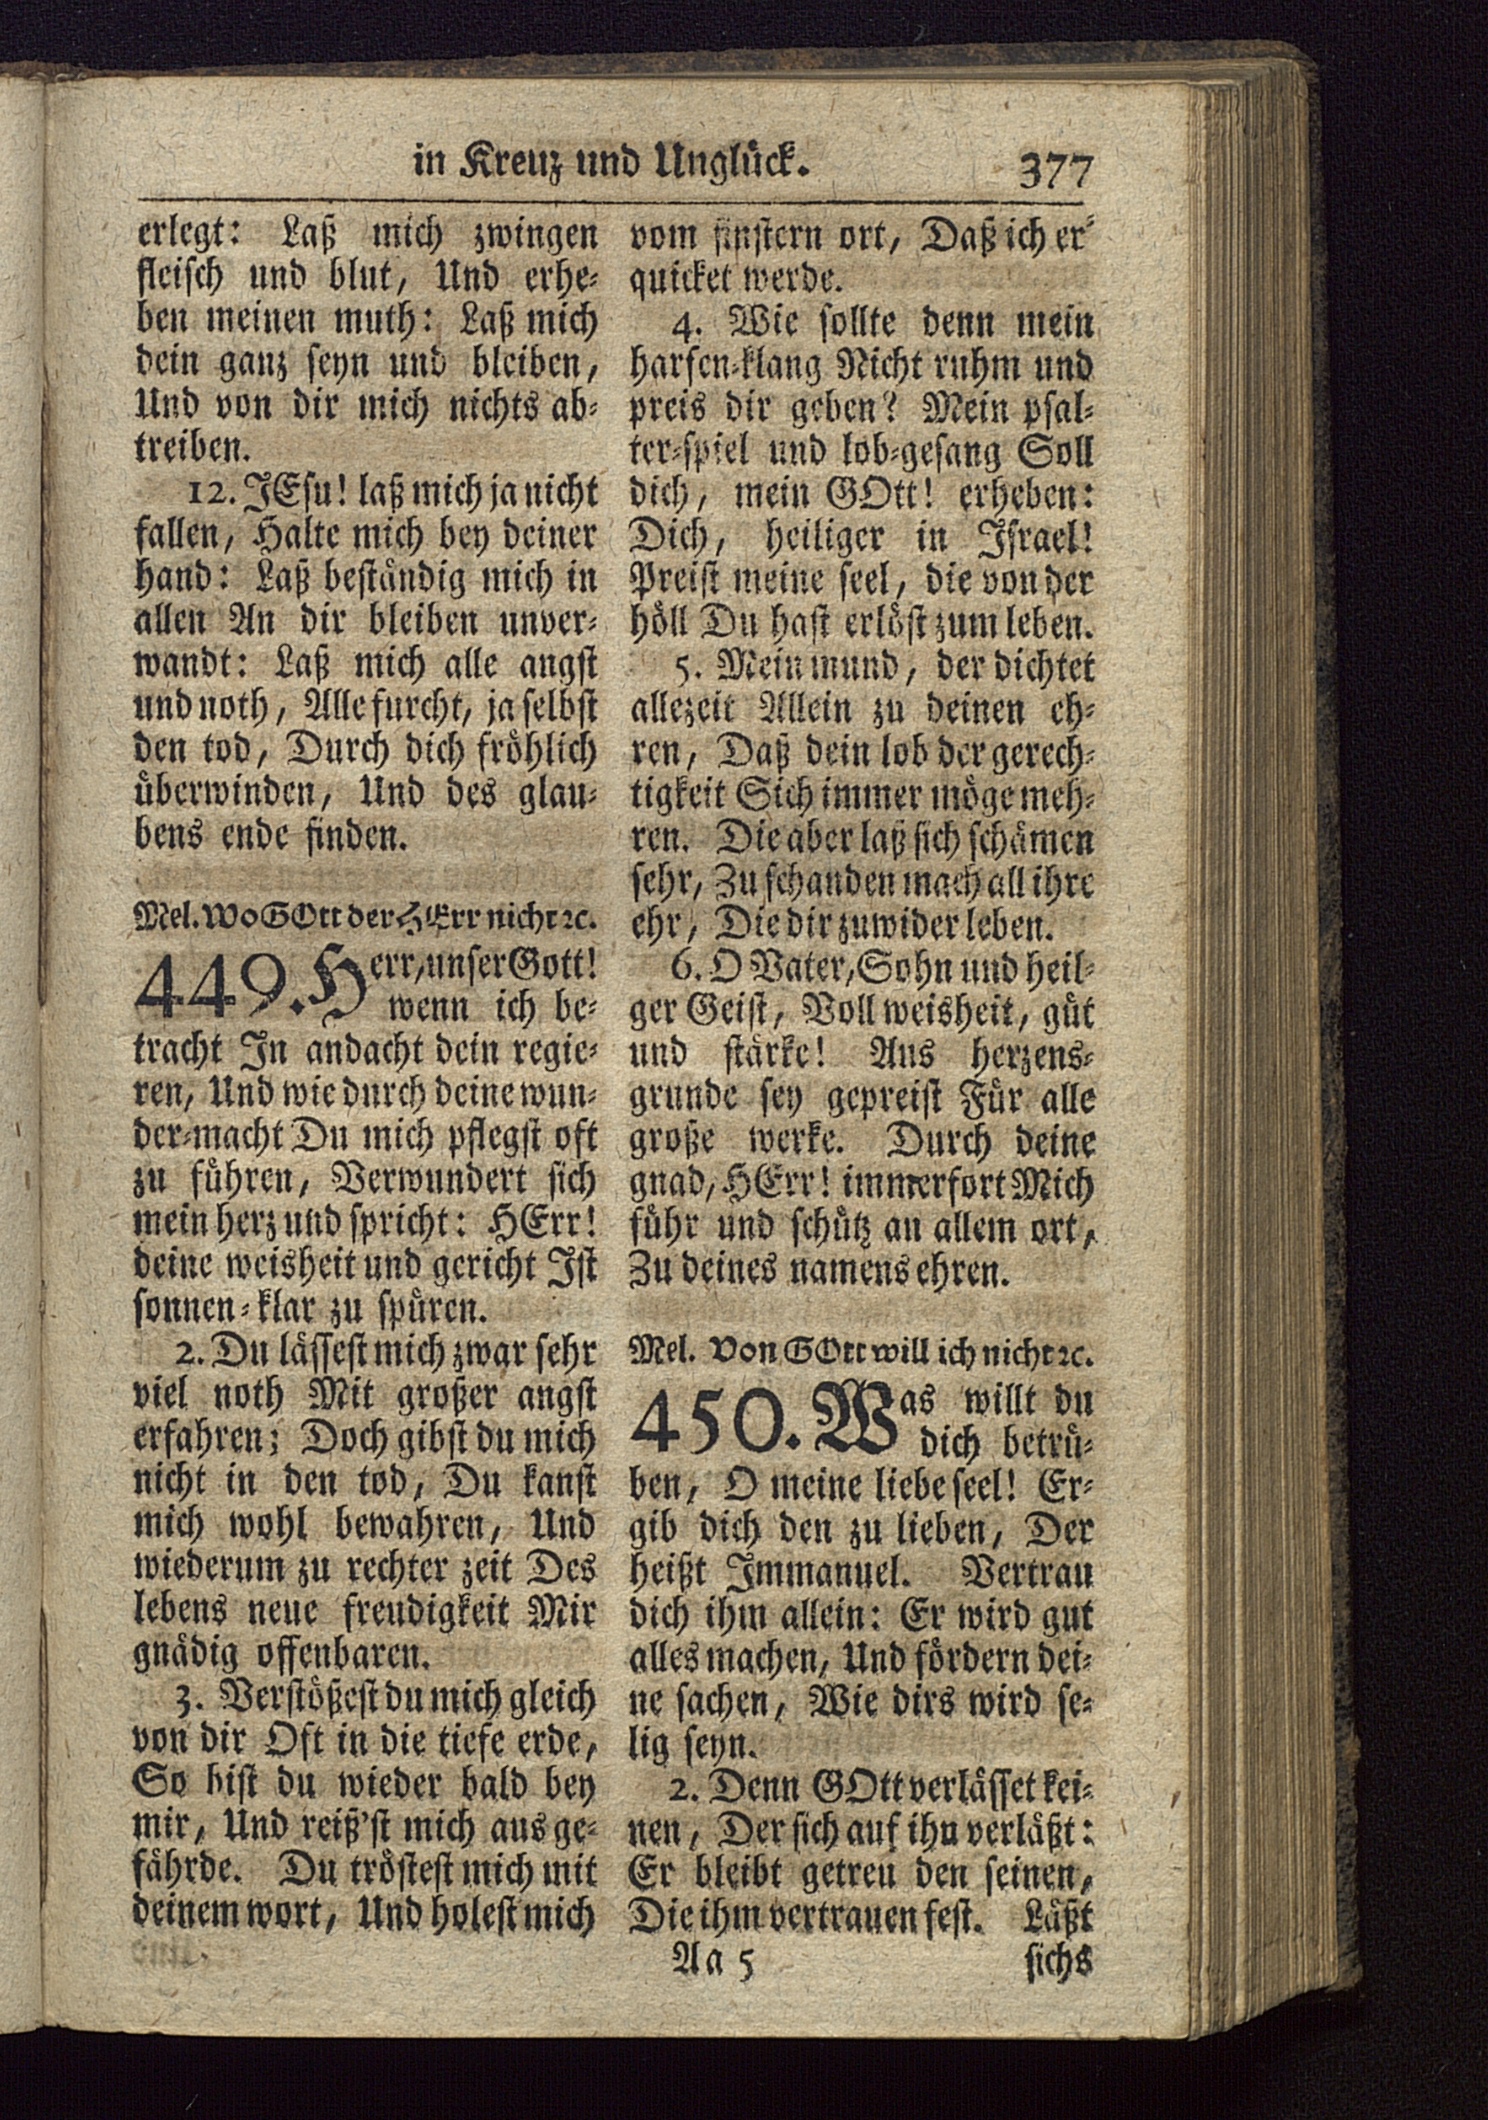 in Kreuz und Unglück. 377
erlegt: Laß mich zwingen
fleisch und blut, Und erhe-
ben meinen muth: Laß mich
dein ganz seyn und bleiben,
Und von dir mich nichts ab-
treiben.
12. JEsu! laß mich ja nicht
fallen, Halte mich bey deiner
hand: Laß beständig mich in
allen An dir bleiben unver-
wandt: Laß mich alle angst
und noth, Alle furcht, ja selbst
den tod, Durch dich fröhlich
überwinden, Und des glau-
bens ende finden.
Mel. Wo GOtt der HErr nicht ꝛc.
449. Herr, unser Gott!
wenn ich be-
tracht In andacht dein regie-
ren, Und wie durch deine wun-
der-macht Du mich pflegst oft
zu führen, Verwundert sich
mein herz und spricht: HErr!
deine weisheit und gericht Ist
sonnen-klar zu spüren.
2. Du lässest mich zwar sehr
viel noth Mit großer angst
erfahren; Doch gibst du mich
nicht in den tod, Du kanst
mich wohl bewahren, Und
wiederum zu rechter zeit Des
lebens neue freudigkeit Mir
gnädig offenbaren.
3. Verstößest du mich gleich
von dir Oft in die tiefe erde,
So bist du wieder bald bey
mir, Und reiß'st mich aus ge-
fährde. Du tröstest mich mit
deinem wort, Und holest mich
vom finstern ort, Daß ich er-
quicket werde.
4. Wie sollte denn mein
harfen-klang Nicht ruhm und
preis dir geben? Mein psal-
ter-spiel und lob-gesang Soll
dich, mein GOtt! erheben:
Dich, heiliger in Israel!
Preist meine seel, die von der
höll Du hast erlöst zum leben.
5. Mein mund, der dichtet
allezeit Allein zu deinen eh-
ren, Daß dein lob der gerech-
tigkeit Sich immer möge meh-
ren. Die aber laß sich schämen
sehr, Zu schanden mach all ihre
ehr, Die dir zuwider leben.
6. O Vater, Sohn und heil-
ger Geist, Voll weisheit, güt
und stärke! Aus herzens-
grunde sey gepreist Für alle
große werke. Durch deine
gnad, HErr! immerfort Mich
führ und schütz an allem ort,
Zu deines namens ehren.
Mel. Von GOtt will ich nicht ꝛc.
450. Was willt du
dich betrü-
ben, O meine liebe seel! Er-
gib dich den zu lieben, Der
heißt Immanuel. Vertrau
dich ihm allein: Er wird gut
alles machen, Und fördern dei-
ne sachen, Wie dirs wird se-
lig seyn.
2. Denn GOtt verlässet kei-
nen, Der sich auf ihn verläßt:
Er bleibt getreu den seinen,
Die ihm vertrauen fest. Läßt
Aa 5 sichs